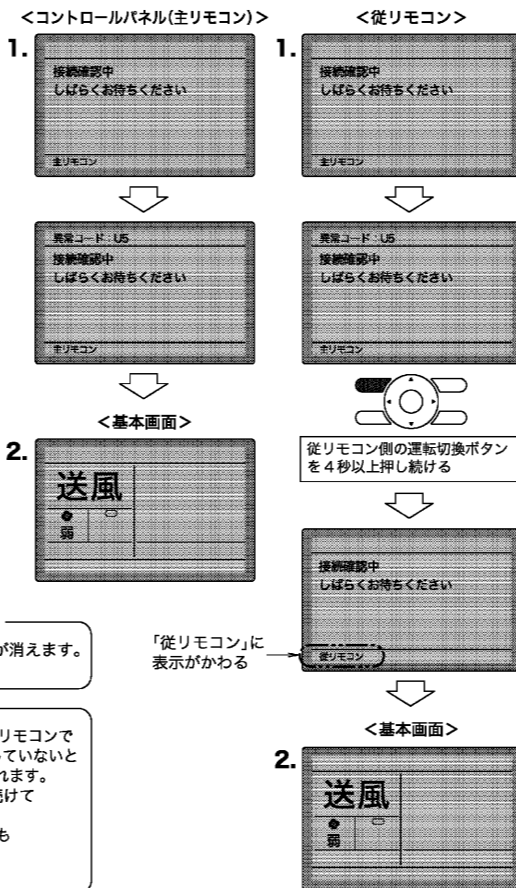 <コントロールパネル(主リモコン)>
1.
接続確認中
しばらくお待ちください
主リモコン
異常コード:U5
接続確認中
しばらくお待ちください
主リモコン
<基本画面>
2.
送風
弱
が消えます。
リモコンで
っていないと
れます。
続けて
も
<従リモコン>
1.
接続確認中
しばらくお待ちください
主リモコン
異常コード:U5
接続確認中
しばらくお待ちください
主リモコン
従リモコン側の運転切換ボタン
を4秒以上押し続ける
接続確認中
しばらくお待ちください
従リモコン
「従リモコン」に
表示がかわる
<基本画面>
2.
送風
弱